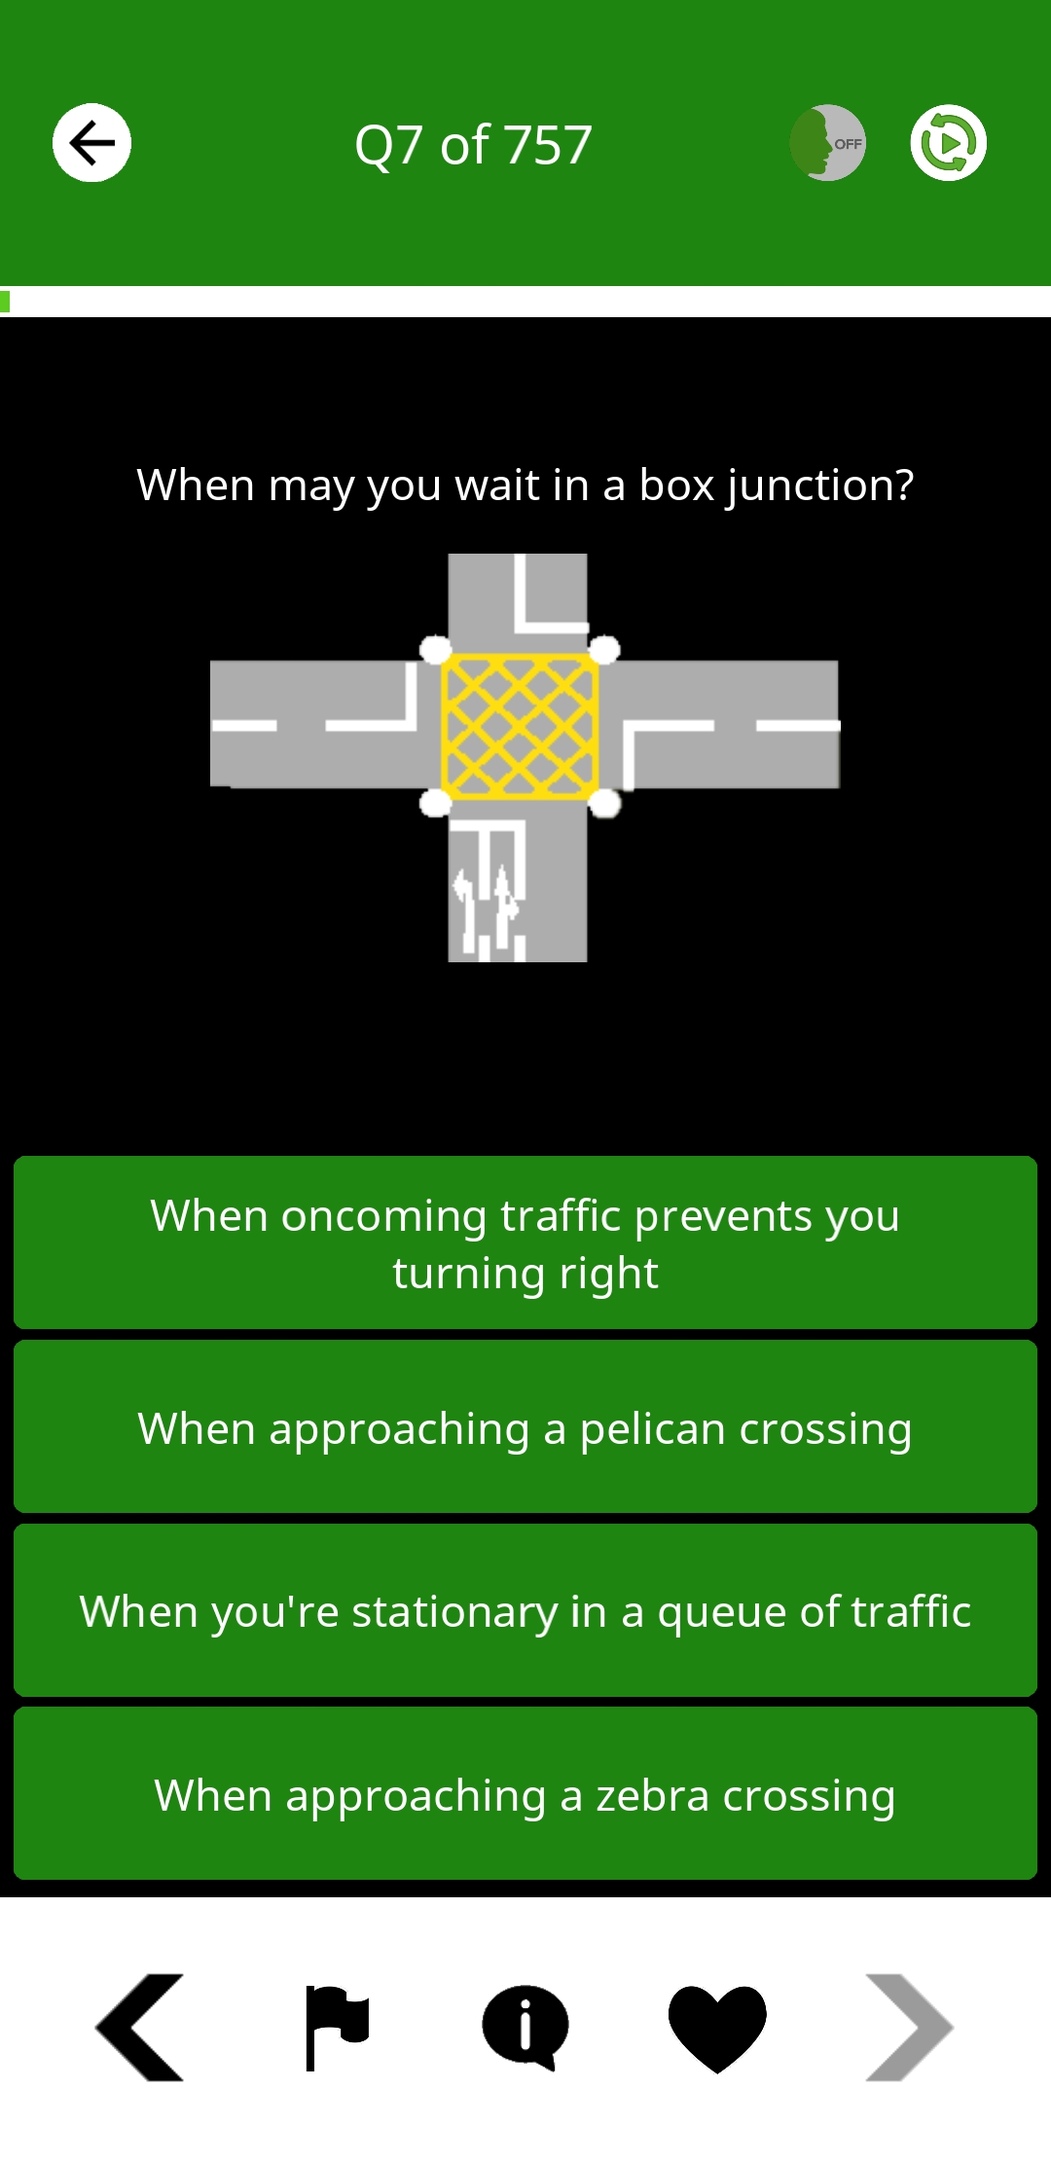 Q7 of 757
OFF
When may you wait in a box junction?
When oncoming traffic prevents you
turning right
When approaching a pelican crossing
When you're stationary in a queue of traffic
When approaching a zebra crossing